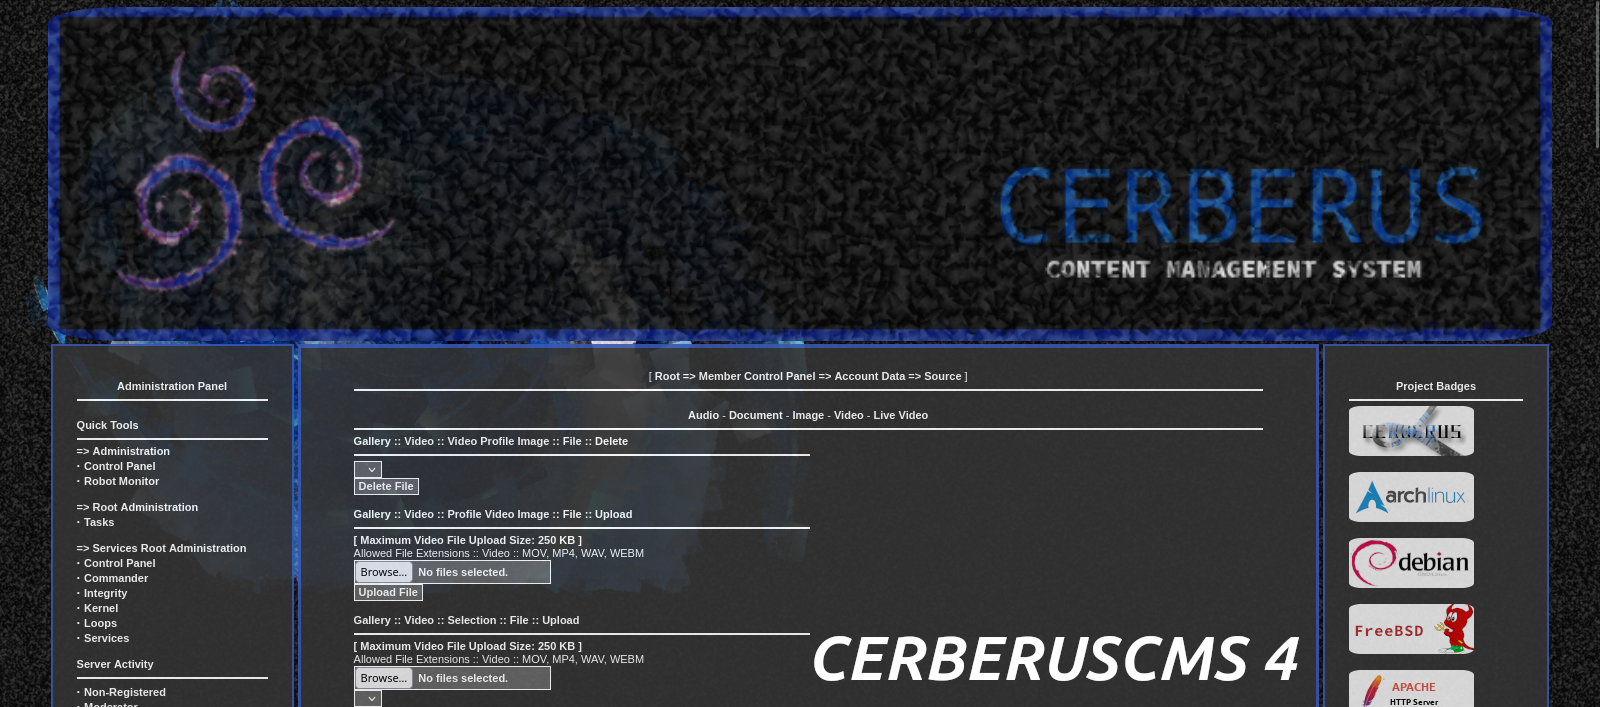 CERBERUS
CONTENT MANAGEMENT SYSTEM
Administration Panel
Quick Tools
=> Administration
· Control Panel
· Robot Monitor
=> Root Administration
· Tasks
=> Services Root Administration
· Control Panel
· Commander
· Integrity
· Kernel
· Loops
· Services
Server Activity
· Non-Registered
· Moderator
[ Root => Member Control Panel => Account Data => Source ]
Audio - Document - Image - Video - Live Video
Gallery :: Video :: Video Profile Image :: File :: Delete
Delete File
Gallery :: Video :: Profile Video Image :: File :: Upload
[ Maximum Video File Upload Size: 250 KB ]
Allowed File Extensions :: Video :: MOV, MP4, WAV, WEBM
Browse... No files selected.
Upload File
Gallery :: Video :: Selection :: File :: Upload
[ Maximum Video File Upload Size: 250 KB ]
Allowed File Extensions :: Video :: MOV, MP4, WAV, WEBM
Browse... No files selected.
CERBERUSCMS 4
Project Badges
CERBERUS
archlinux
debian
FreeBSD
APACHE
HTTP Server